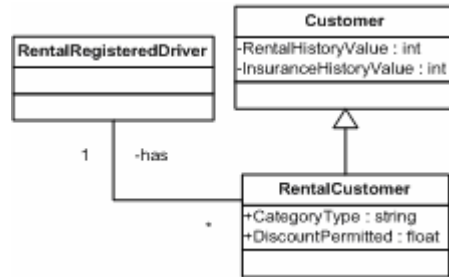 Customer
-RentalHistoryValue : int
-InsuranceHistoryValue : int
RentalRegisteredDriver
1
-has
*
RentalCustomer
+CategoryType : string
+DiscountPermitted : float